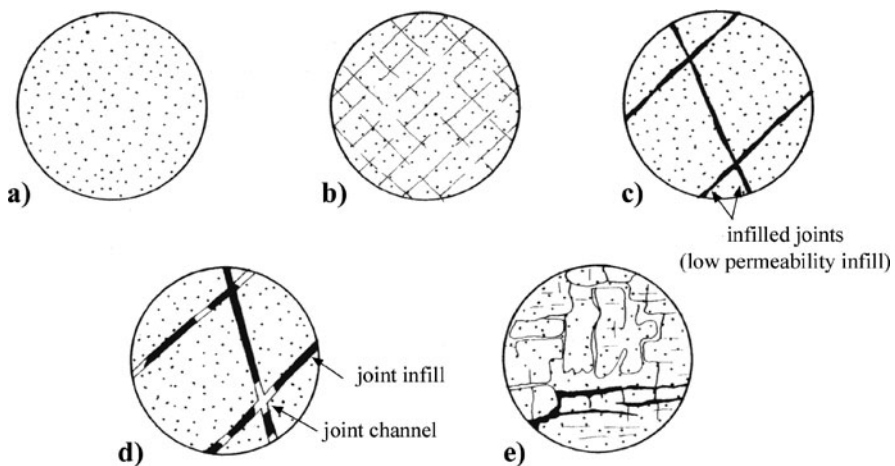 a)
b)
c)
infilled joints
(low permeability infill)
d)
joint infill
joint channel
e)